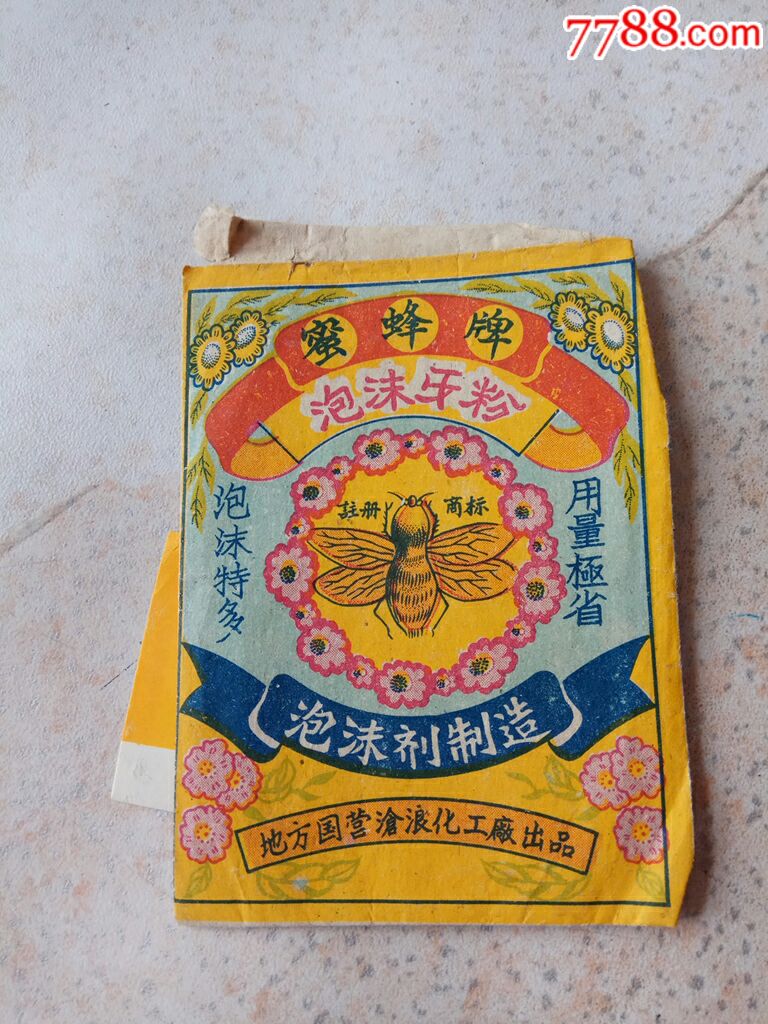 7788.com
蜜蜂牌
泡沫牙粉
註册 商标
泡沫特多
用量極省
泡沫剂制造
地方国营滄浪化工廠出品